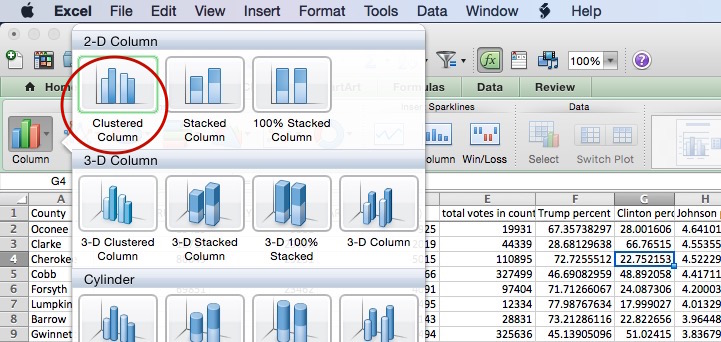 Excel File Edit View Insert Format Tools Data Window Help
2-D Column
fx 100% ?
Home Formulas Data Review
Clustered Column Stacked Column 100% Stacked Column
Insert Sparklines Data
Column Win/Loss Select Switch Plot
3-D Column
G4
A E F G H
1 County total votes in count Trump percent Clinton perc Johnson
2 Oconee 19931 67.35738297 28.001606 4.64101
3 Clarke 44339 28.68129638 66.76515 4.55355
4 Cherokee 110895 72.7255512 22.752153 4.52229
3-D Clustered Column 3-D Stacked Column 3-D 100% Stacked 3-D Column
5 Cobb 327499 46.69082959 48.892058 4.41711
6 Forsyth 97404 71.71266067 24.087306 4.20003
Cylinder
7 Lumpkin 12334 77.98767634 17.999027 4.01329
8 Barrow 28831 73.21286116 22.822656 3.96448
9 Gwinnet 325636 45.13905096 51.02415 3.83679